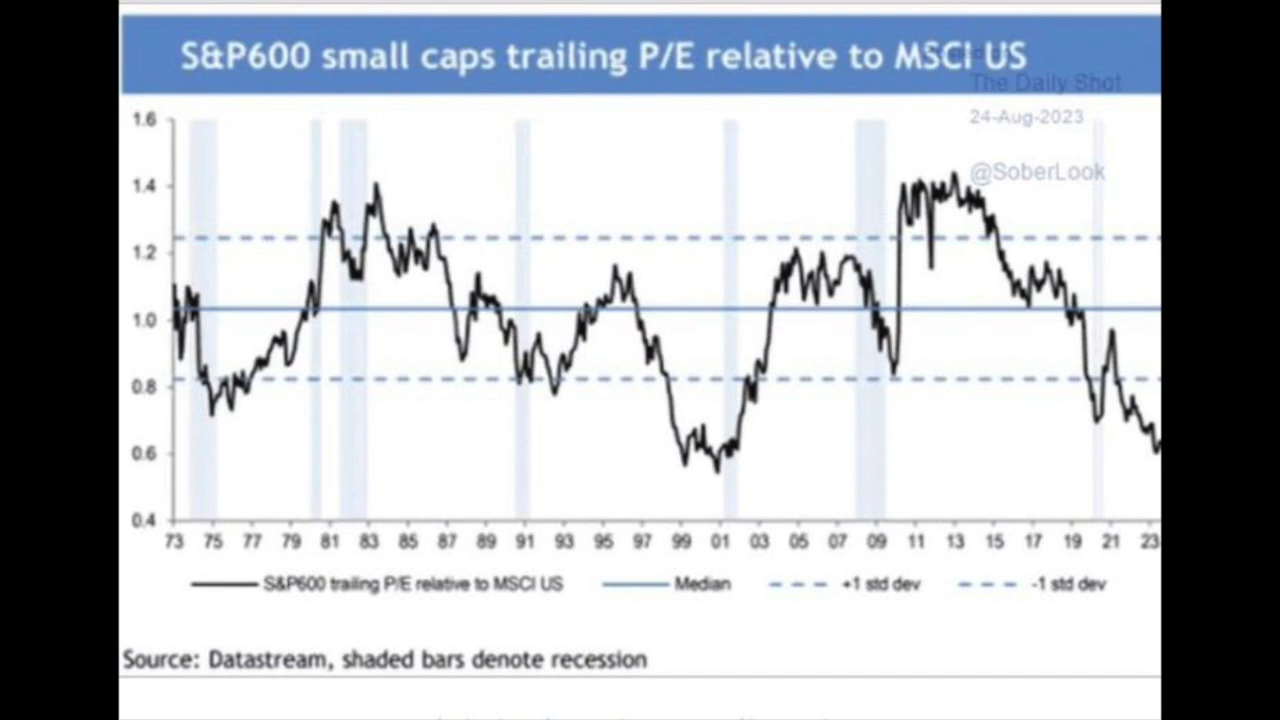 S&P600 small caps trailing P/E relative to MSCI US
The Daily Shot
24-Aug-2023
@SoberLook
1.6
1.4
1.2
1.0
0.8
0.6
0.4
73 75 77 79 81 83 85 87 89 91 93 95 97 99 01 03 05 07 09 11 13 15 17 19 21 23
S&P600 trailing P/E relative to MSCI US Median +1 std dev -1 std dev
Source: Datastream, shaded bars denote recession